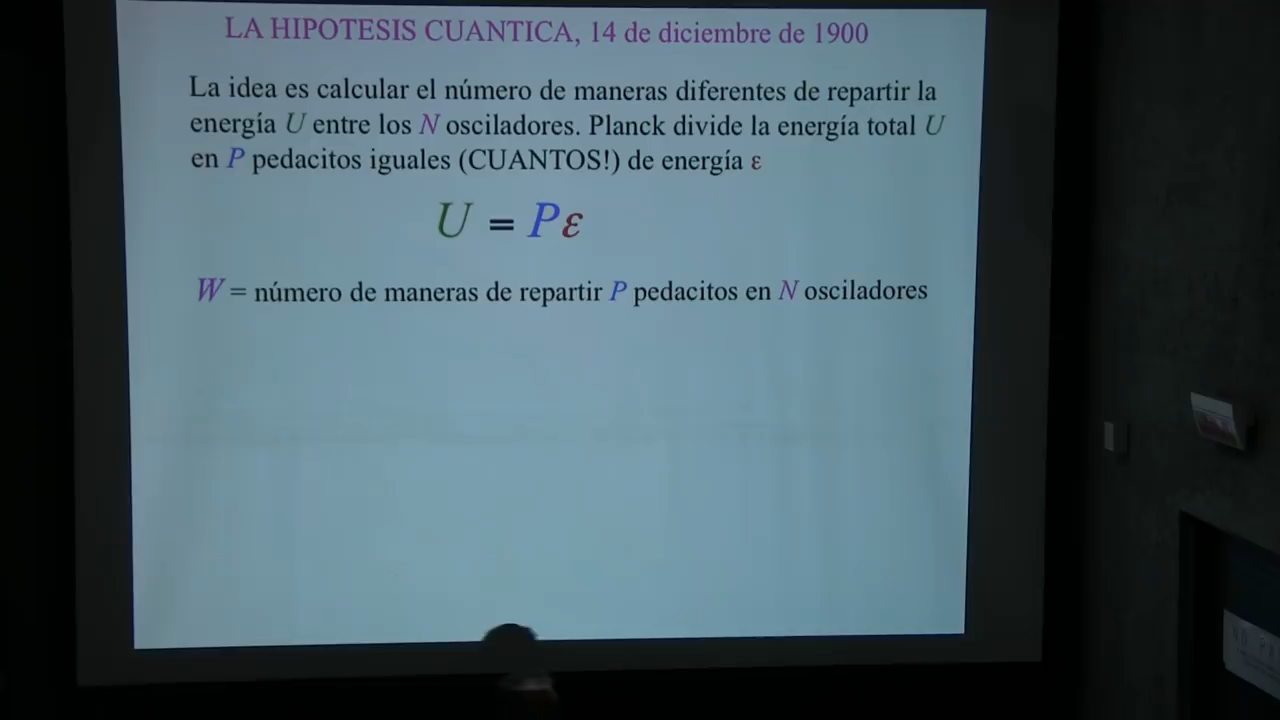 LA HIPOTESIS CUANTICA, 14 de diciembre de 1900
La idea es calcular el número de maneras diferentes de repartir la
energía U entre los N osciladores. Planck divide la energía total U
en P pedacitos iguales (CUANTOS!) de energía ε
U = Pε
W = número de maneras de repartir P pedacitos en N osciladores